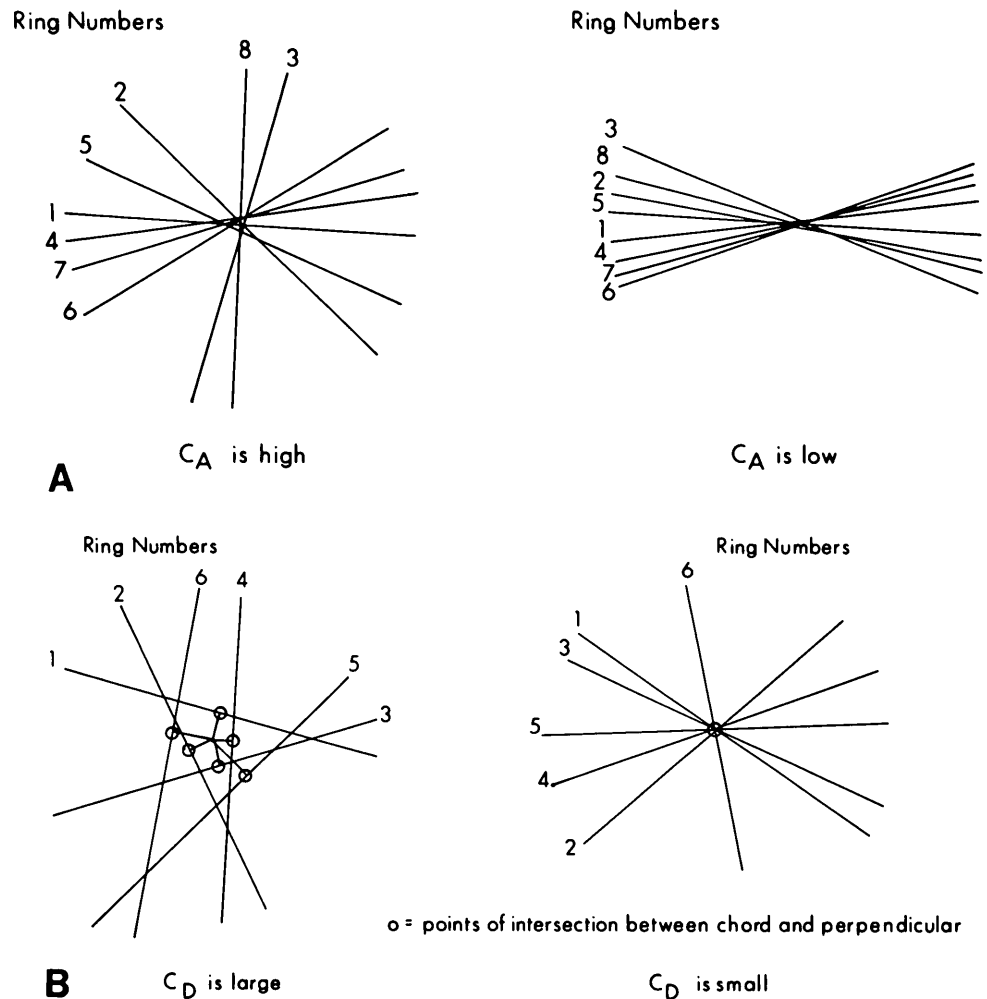 Ring Numbers
8
3
2
5
1
4
7
6
C_A is high
Ring Numbers
3
8
2
5
1
4
7
6
C_A is low
A
Ring Numbers
6
4
2
1
5
3
C_D is large
Ring Numbers
6
1
3
5
4
2
o = points of intersection between chord and perpendicular
C_D is small
B